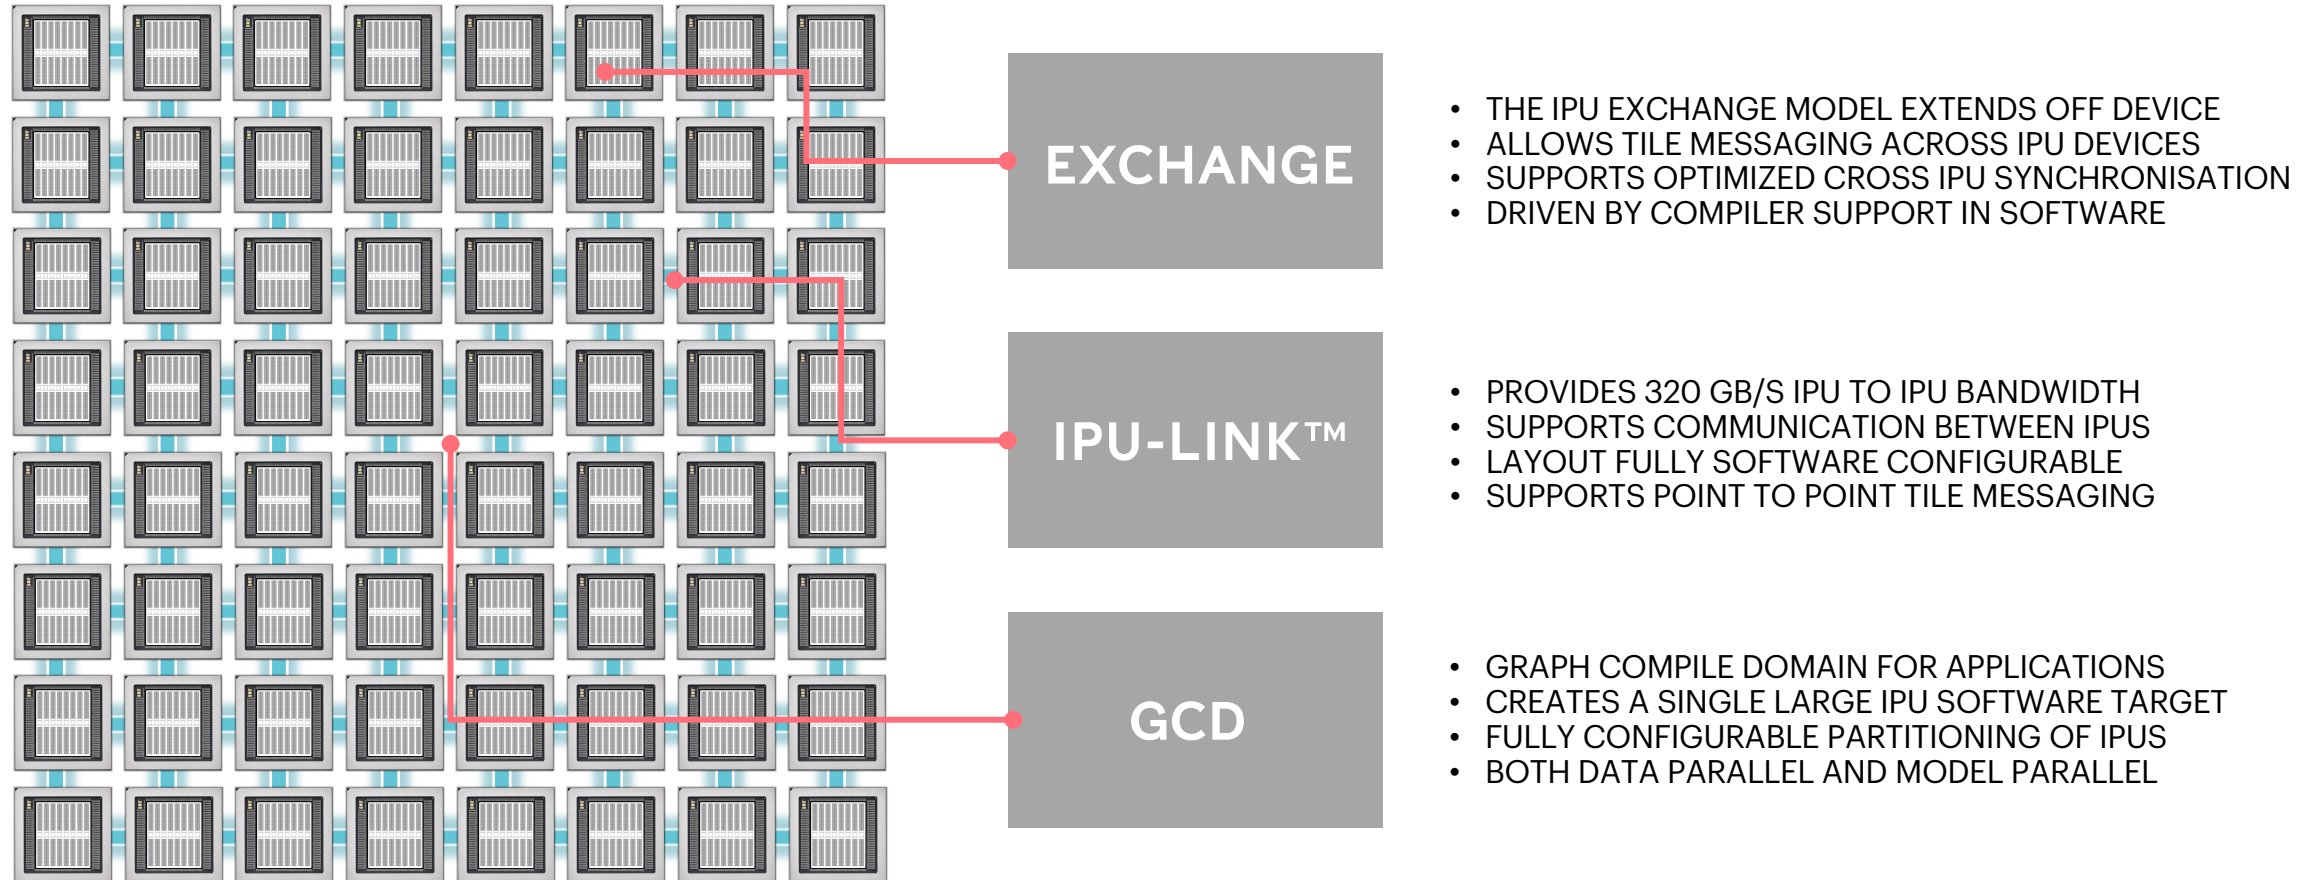 EXCHANGE
• THE IPU EXCHANGE MODEL EXTENDS OFF DEVICE
• ALLOWS TILE MESSAGING ACROSS IPU DEVICES
• SUPPORTS OPTIMIZED CROSS IPU SYNCHRONISATION
• DRIVEN BY COMPILER SUPPORT IN SOFTWARE
IPU-LINK™
• PROVIDES 320 GB/S IPU TO IPU BANDWIDTH
• SUPPORTS COMMUNICATION BETWEEN IPUS
• LAYOUT FULLY SOFTWARE CONFIGURABLE
• SUPPORTS POINT TO POINT TILE MESSAGING
GCD
• GRAPH COMPILE DOMAIN FOR APPLICATIONS
• CREATES A SINGLE LARGE IPU SOFTWARE TARGET
• FULLY CONFIGURABLE PARTITIONING OF IPUS
• BOTH DATA PARALLEL AND MODEL PARALLEL